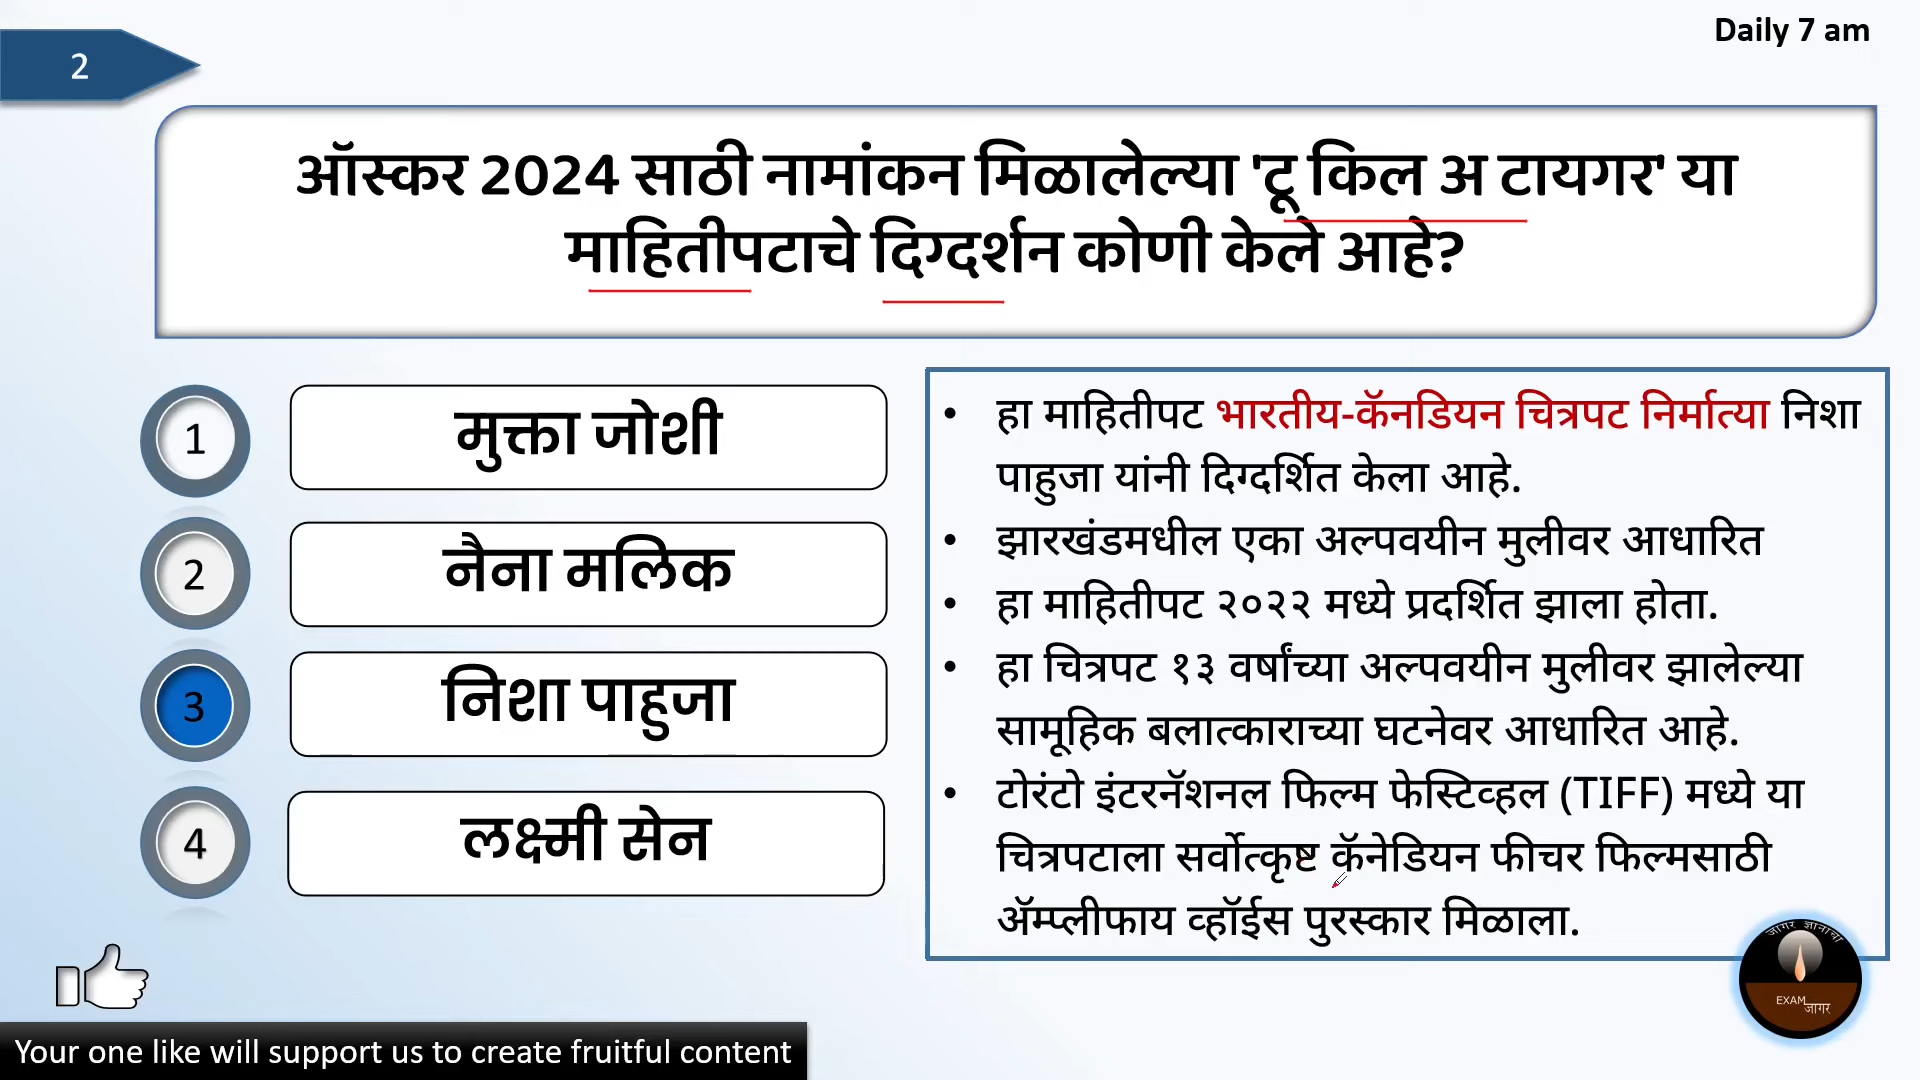 Daily 7 am
2
ऑस्कर 2024 साठी नामांकन मिळालेल्या 'टू किल अ टायगर' या
माहितीपटाचे दिग्दर्शन कोणी केले आहे?
1
मुक्ता जोशी
2
नैना मलिक
3
निशा पाहुजा
4
लक्ष्मी सेन
• हा माहितीपट भारतीय-कॅनडियन चित्रपट निर्मात्या निशा
पाहुजा यांनी दिग्दर्शित केला आहे.
• झारखंडमधील एका अल्पवयीन मुलीवर आधारित
• हा माहितीपट २०२२ मध्ये प्रदर्शित झाला होता.
• हा चित्रपट १३ वर्षांच्या अल्पवयीन मुलीवर झालेल्या
सामूहिक बलात्काराच्या घटनेवर आधारित आहे.
• टोरंटो इंटरनॅशनल फिल्म फेस्टिव्हल (TIFF) मध्ये या
चित्रपटाला सर्वोत्कृष्ट कॅनेडियन फीचर फिल्मसाठी
ॲम्प्लीफाय व्हॉईस पुरस्कार मिळाला.
जागर ज्ञानाचा
EXAM
जागर
Your one like will support us to create fruitful content